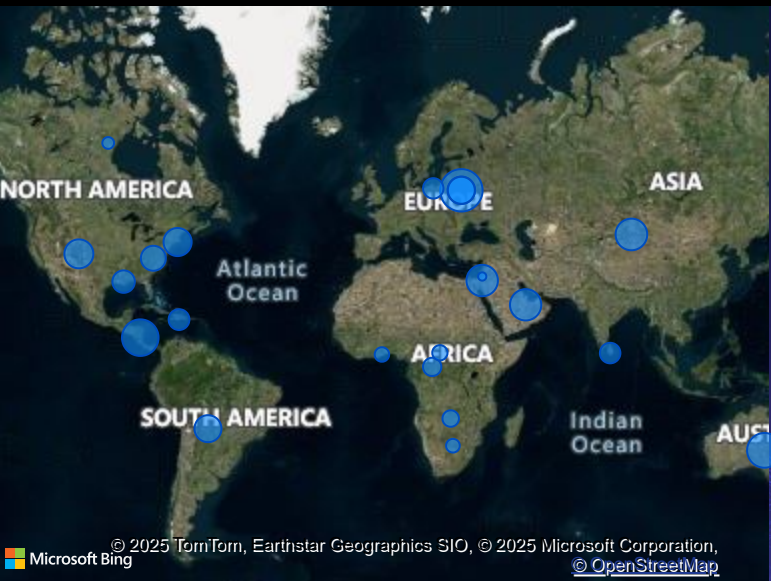 ASIA
NORTH AMERICA
EUROPE
Atlantic
Ocean
AFRICA
SOUTH AMERICA
Indian
Ocean
AUST
© 2025 TomTom, Earthstar Geographics SIO, © 2025 Microsoft Corporation,
Microsoft Bing
© OpenStreetMap